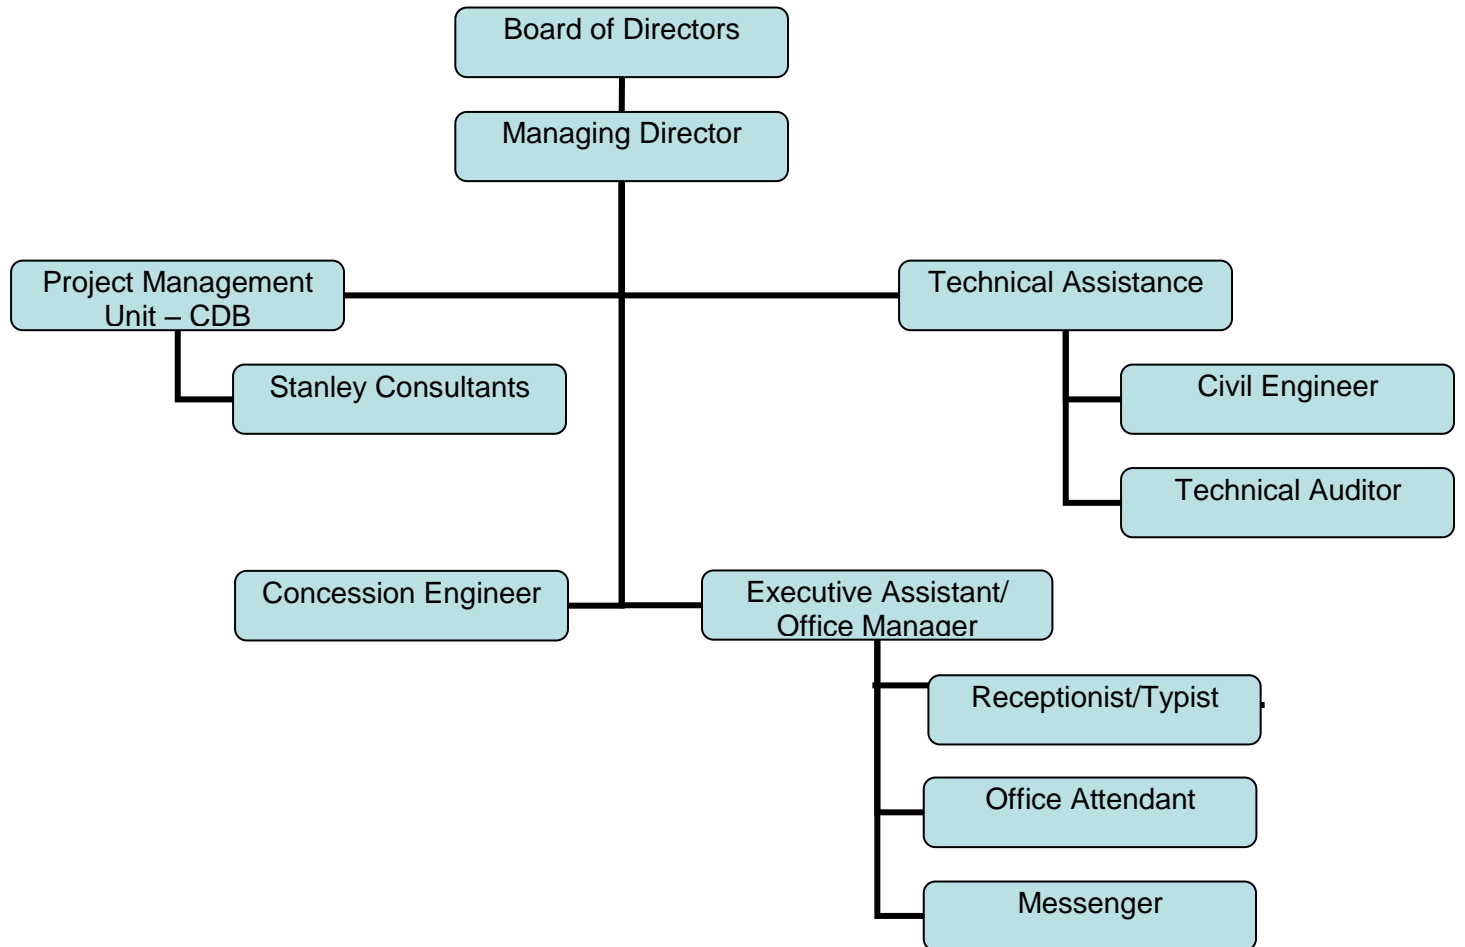 Board of Directors
Managing Director
Project Management
Unit – CDB
Technical Assistance
Stanley Consultants
Civil Engineer
Technical Auditor
Concession Engineer
Executive Assistant/
Office Manager
Receptionist/Typist
Office Attendant
Messenger